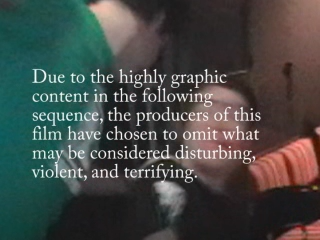 Due to the highly graphic
content in the following
sequence, the producers of this
film have chosen to omit what
may be considered disturbing,
violent, and terrifying.